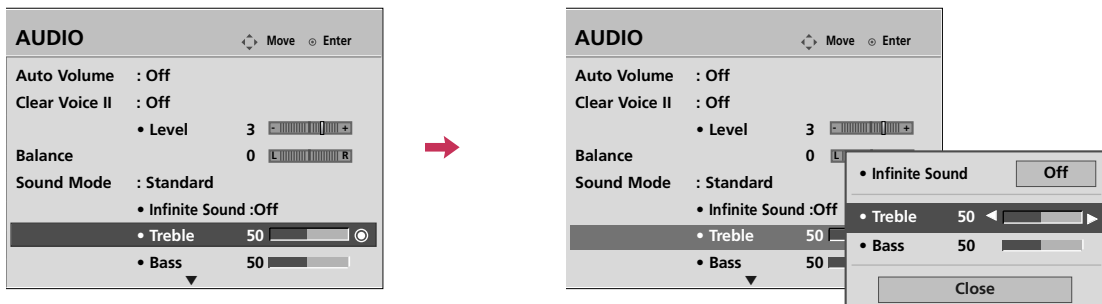 AUDIO Move Enter
Auto Volume : Off
Clear Voice II : Off
• Level 3 - +
Balance 0 L R
Sound Mode : Standard
• Infinite Sound :Off
• Treble 50
• Bass 50
AUDIO Move Enter
Auto Volume : Off
Clear Voice II : Off
• Level 3 - +
Balance 0 L
Sound Mode : Standard
• Infinite Sound :Off
• Treble 50
• Bass 50
• Infinite Sound Off
• Treble 50
• Bass 50
Close